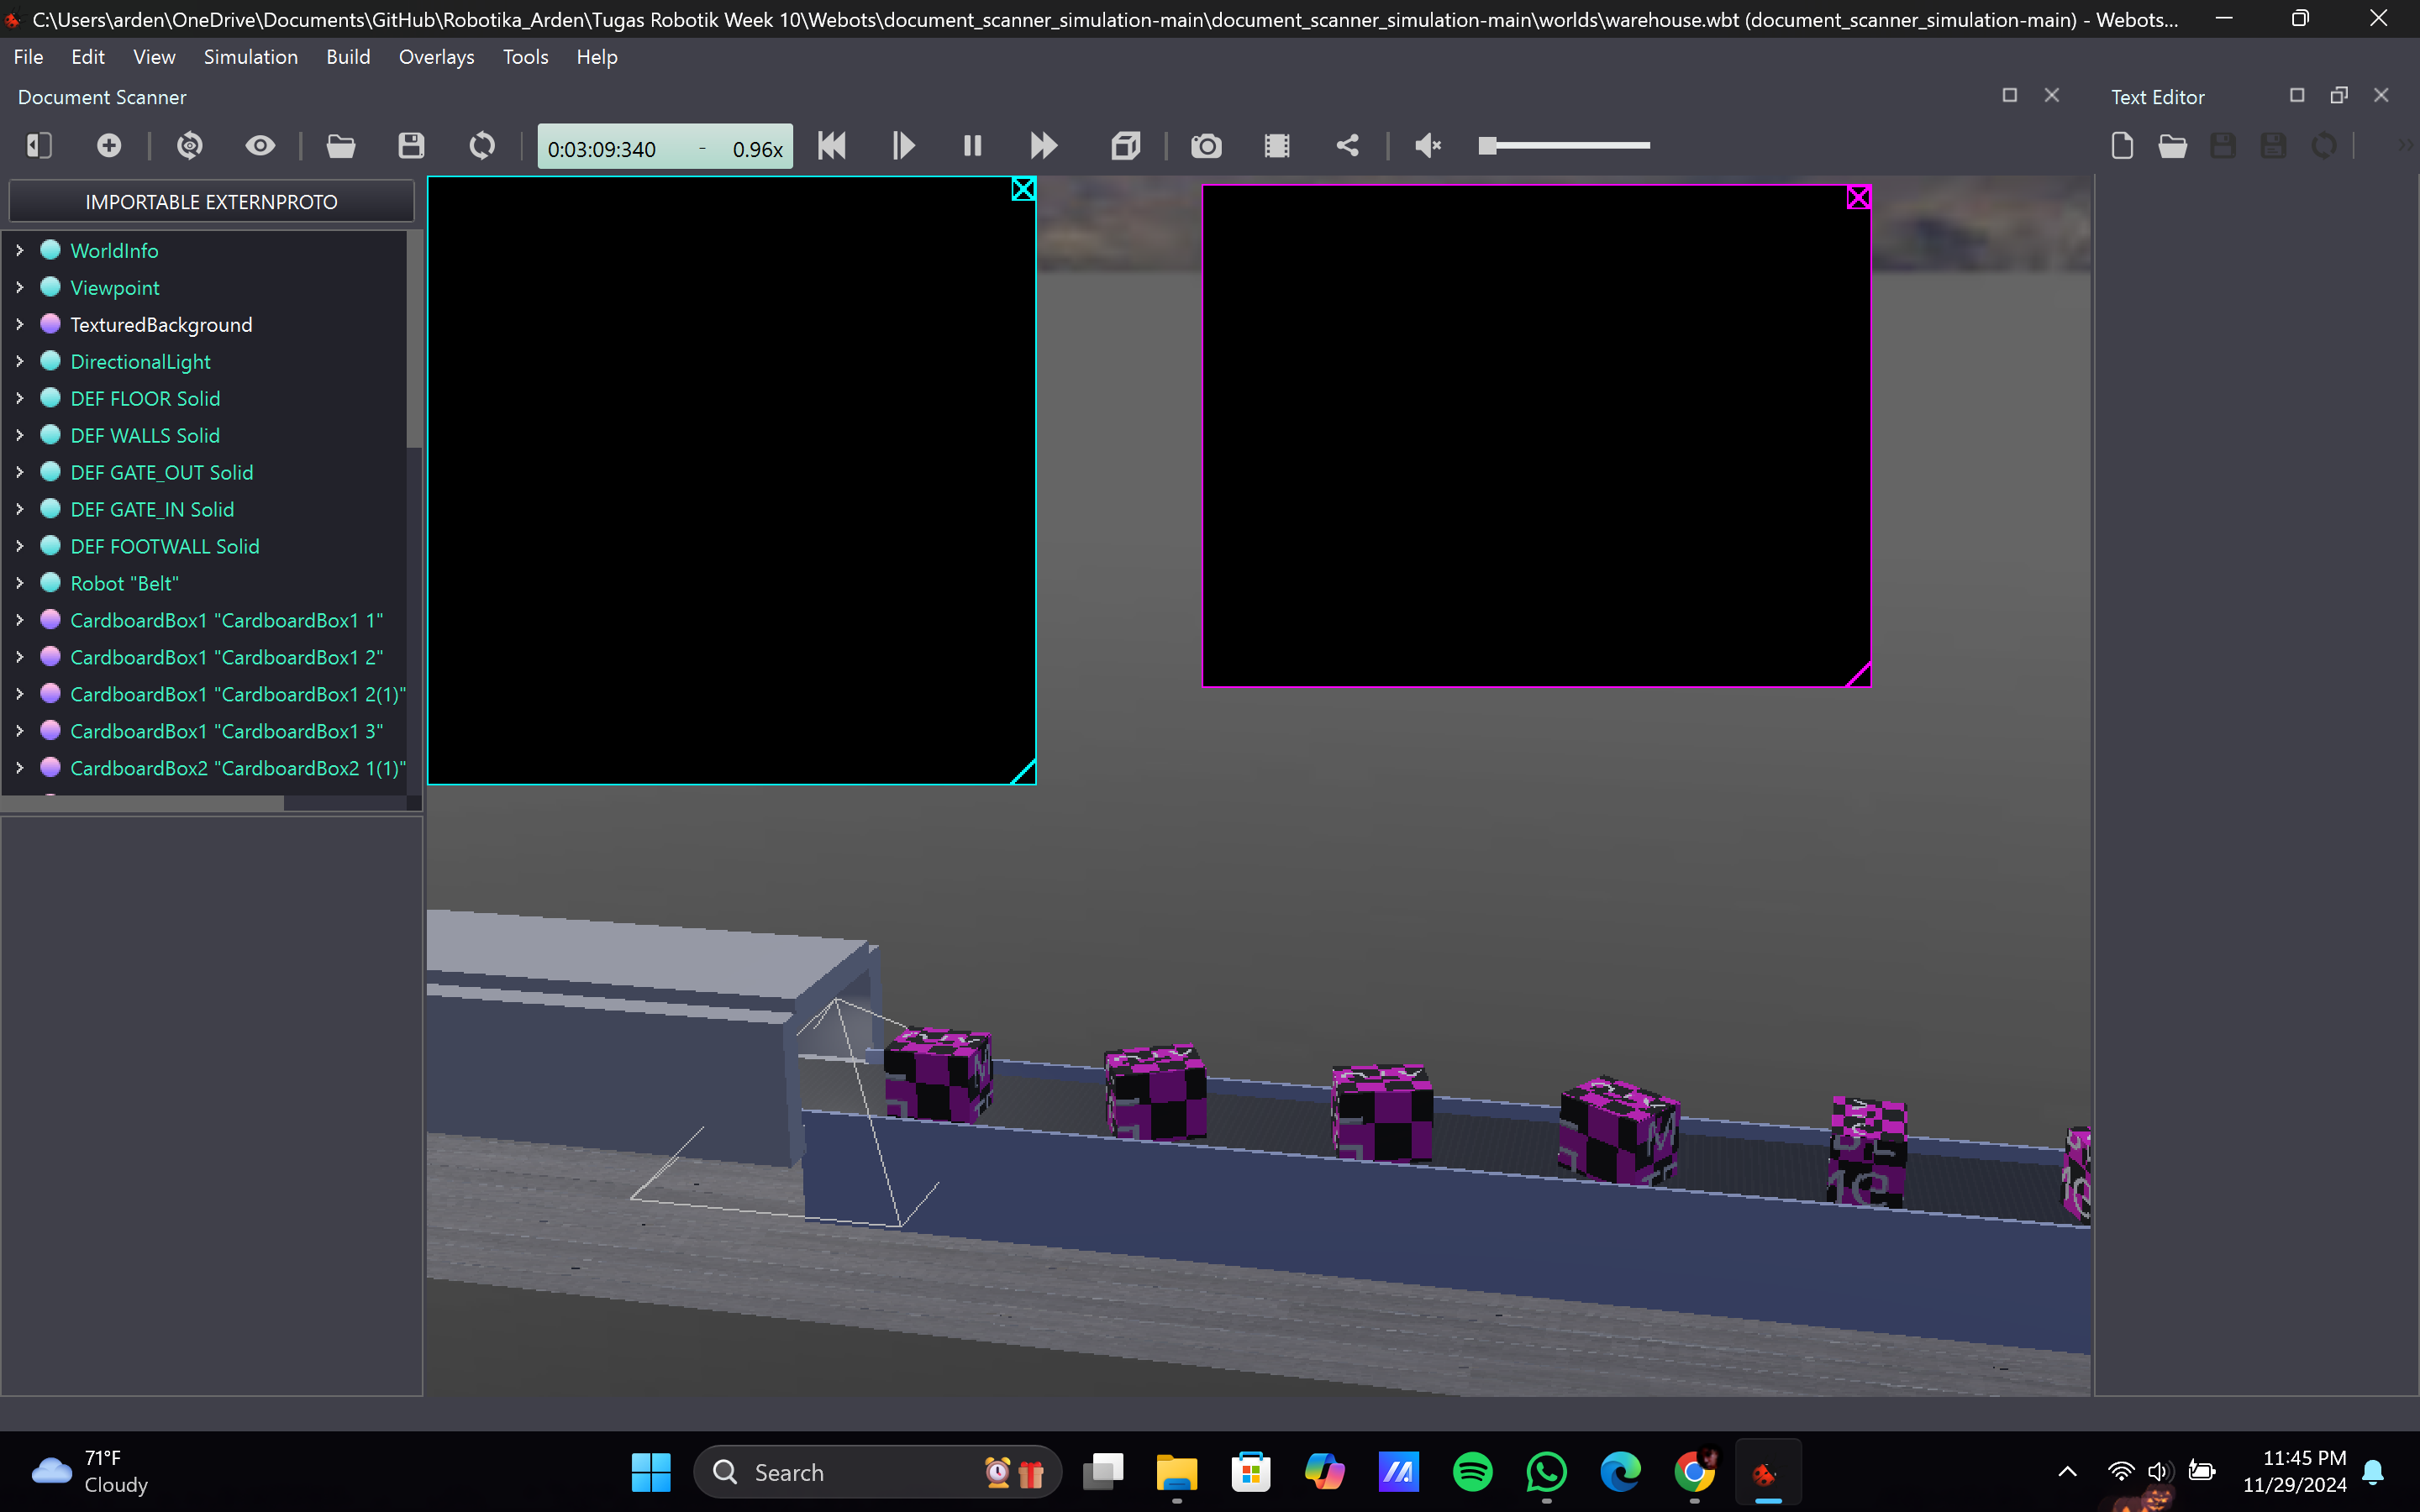 C:\Users\arden\OneDrive\Documents\GitHub\Robotika_Arden\Tugas Robotik Week 10\Webots\document_scanner_simulation-main\document_scanner_simulation-main\worlds\warehouse.wbt (document_scanner_simulation-main) - Webots...
File Edit View Simulation Build Overlays Tools Help
Document Scanner
Text Editor
0:03:09:340 - 0.96x
IMPORTABLE EXTERNPROTO
WorldInfo
Viewpoint
TexturedBackground
DirectionalLight
DEF FLOOR Solid
DEF WALLS Solid
DEF GATE_OUT Solid
DEF GATE_IN Solid
DEF FOOTWALL Solid
Robot "Belt"
CardboardBox1 "CardboardBox1 1"
CardboardBox1 "CardboardBox1 2"
CardboardBox1 "CardboardBox1 2(1)"
CardboardBox1 "CardboardBox1 3"
CardboardBox2 "CardboardBox2 1(1)"
71°F
Cloudy
Search
11:45 PM
11/29/2024